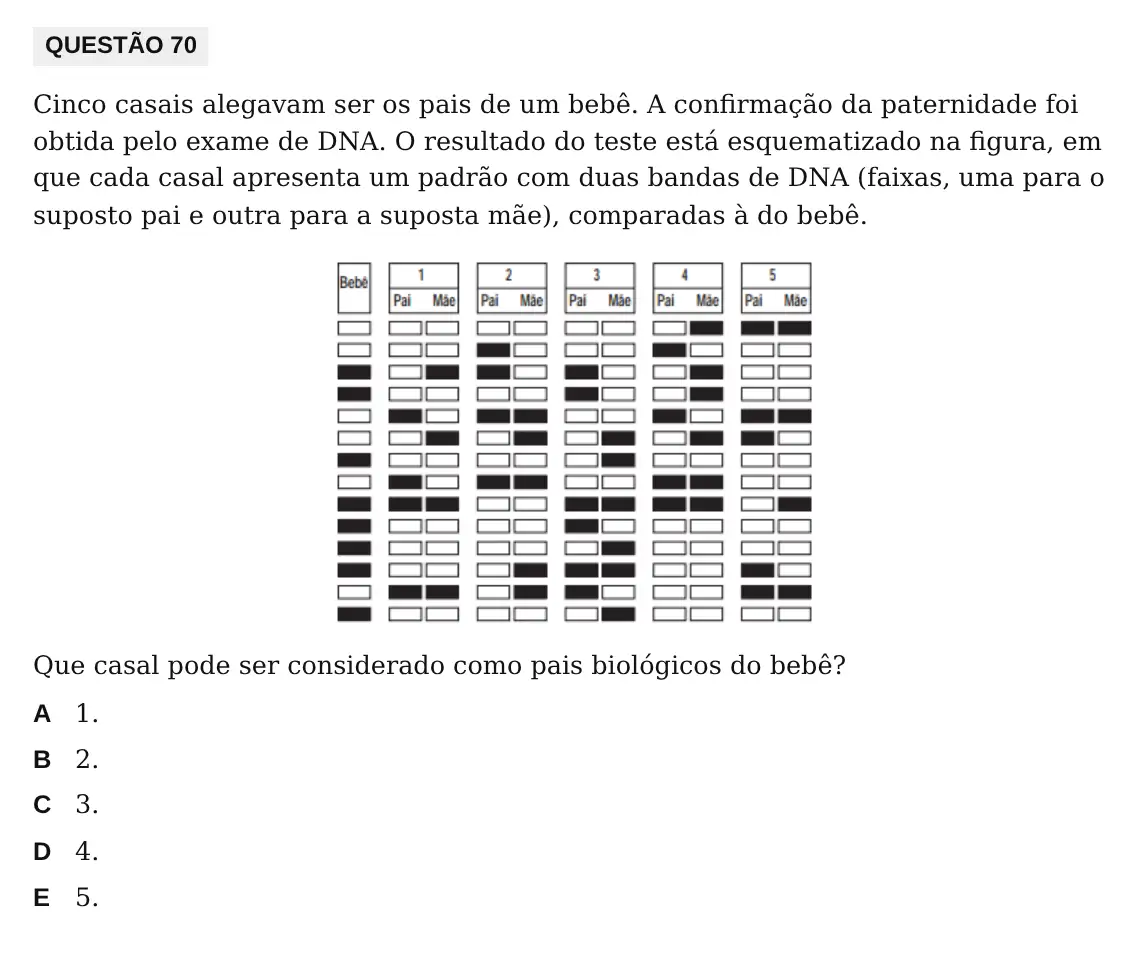 QUESTÃO 70
Cinco casais alegavam ser os pais de um bebê. A confirmação da paternidade foi
obtida pelo exame de DNA. O resultado do teste está esquematizado na figura, em
que cada casal apresenta um padrão com duas bandas de DNA (faixas, uma para o
suposto pai e outra para a suposta mãe), comparadas à do bebê.
Bebê 1 2 3 4 5
Pai Mãe Pai Mãe Pai Mãe Pai Mãe Pai Mãe
Que casal pode ser considerado como pais biológicos do bebê?
A 1.
B 2.
C 3.
D 4.
E 5.